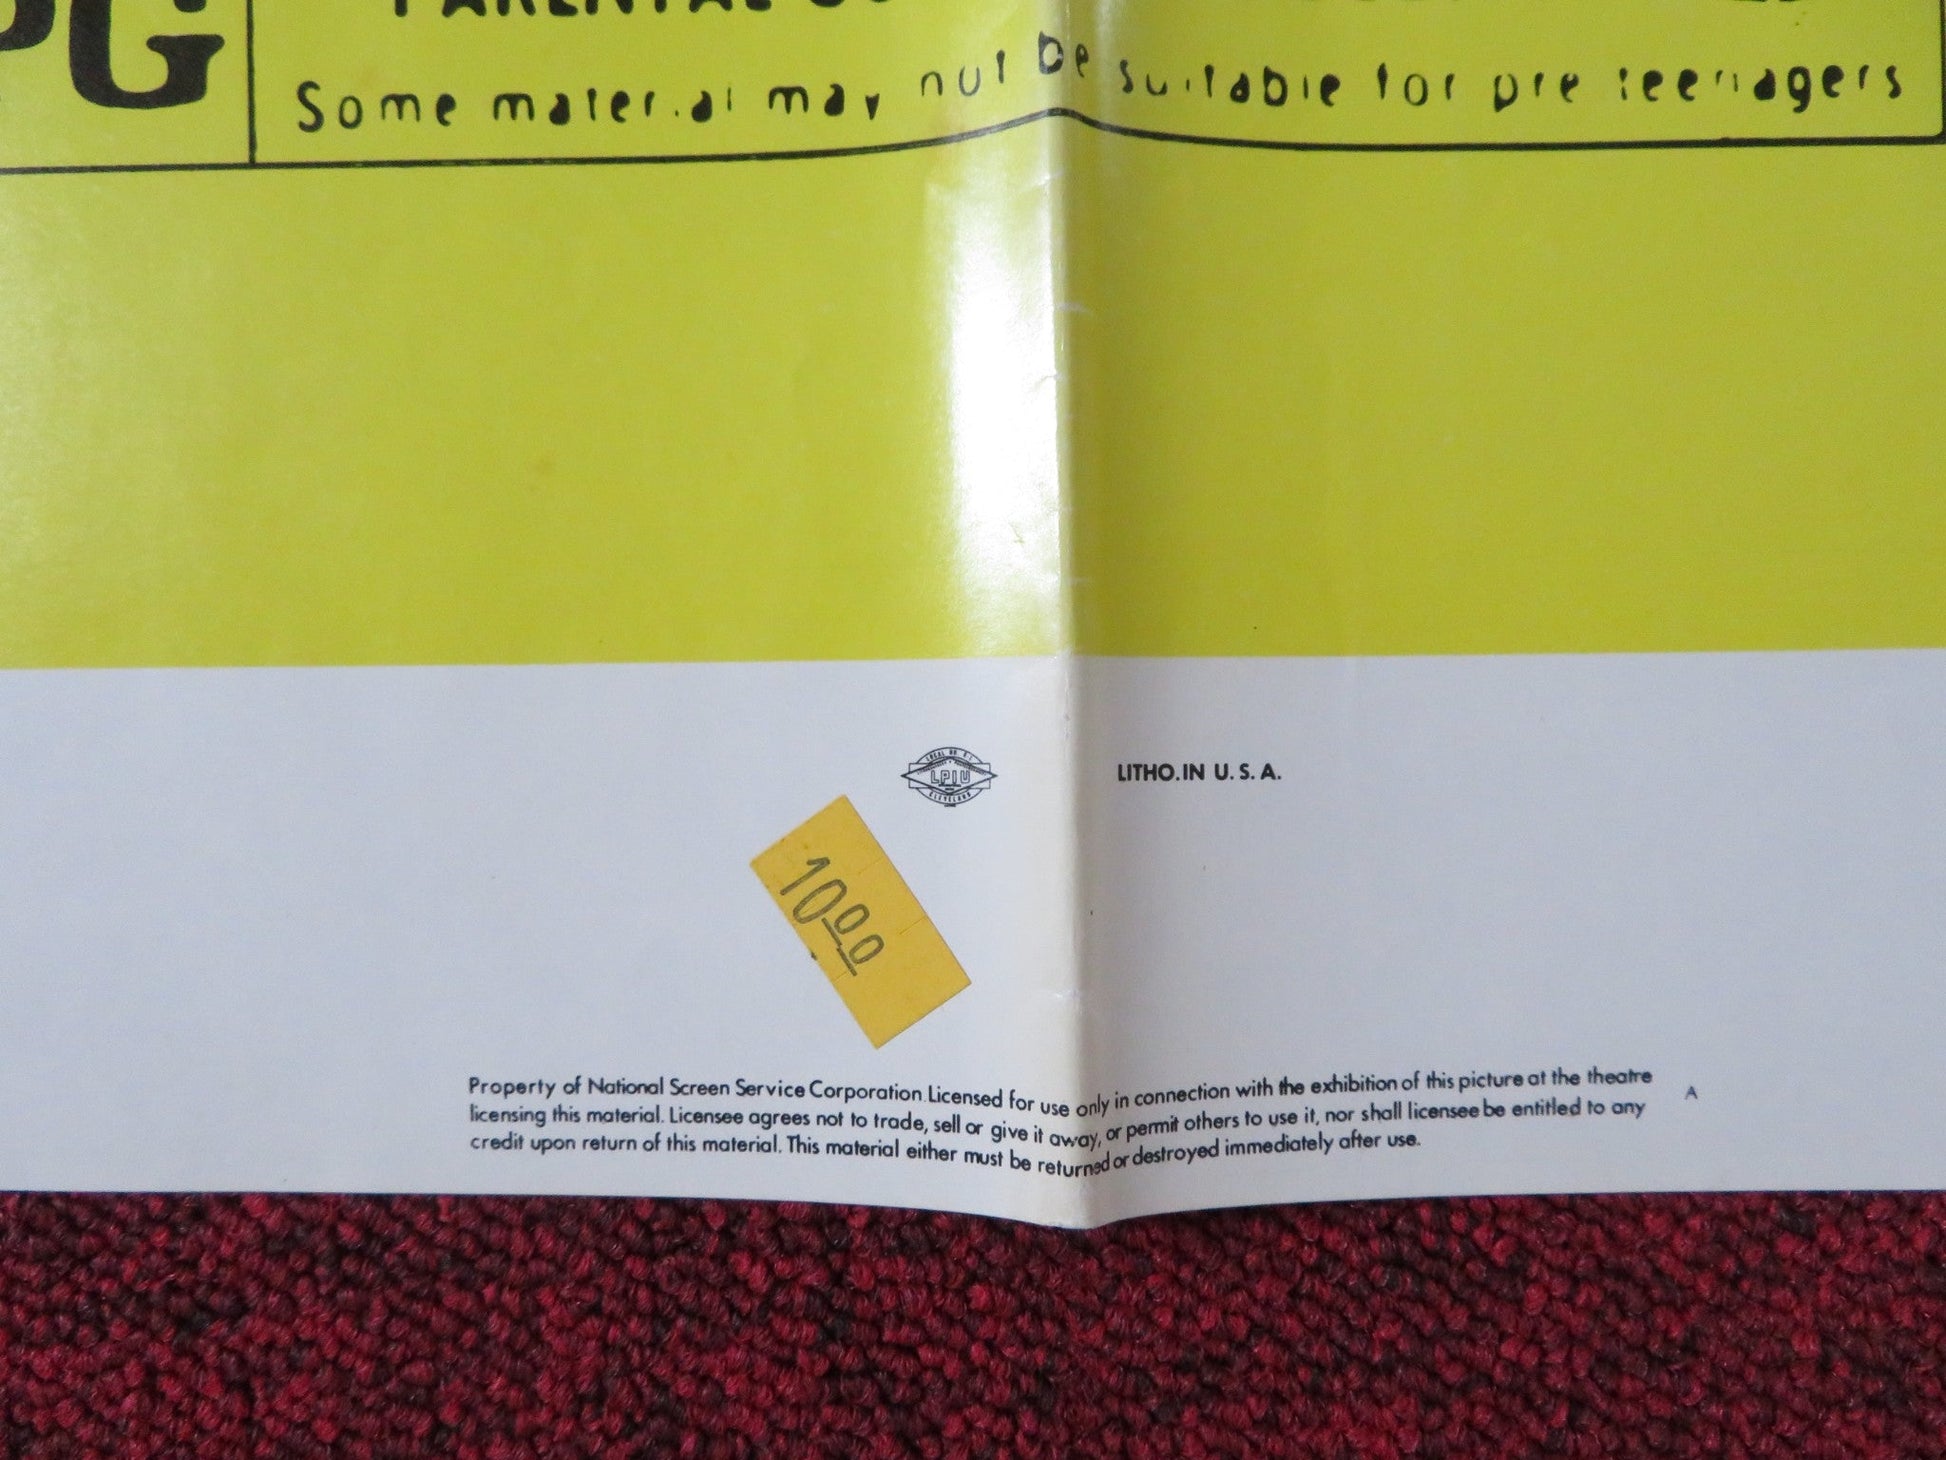 PG
PARENTAL
Some material may not be suitable for pre teenagers
LOCAL NO.
LPIU
CLEVELAND
LITHO. IN U. S. A.
10.00
Property of National Screen Service Corporation. Licensed for use only in connection with the exhibition of this picture at the theatre
licensing this material. Licensee agrees not to trade, sell or give it away, or permit others to use it, nor shall licensee be entitled to any
credit upon return of this material. This material either must be returned or destroyed immediately after use.
A